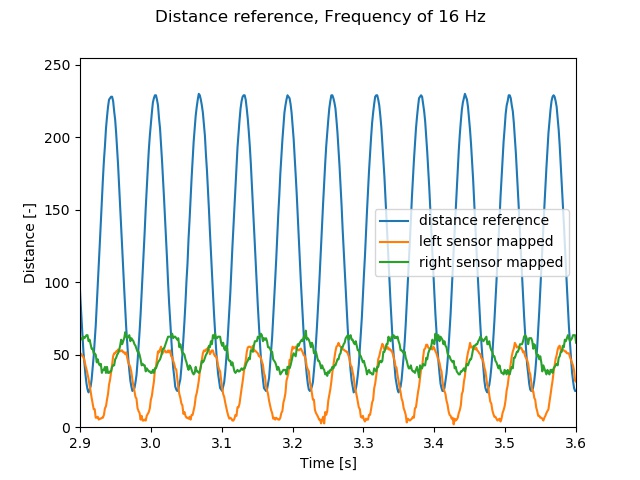 Distance reference, Frequency of 16 Hz
250
200
150
100
50
0
Distance [-]
distance reference
left sensor mapped
right sensor mapped
2.9 3.0 3.1 3.2 3.3 3.4 3.5 3.6
Time [s]